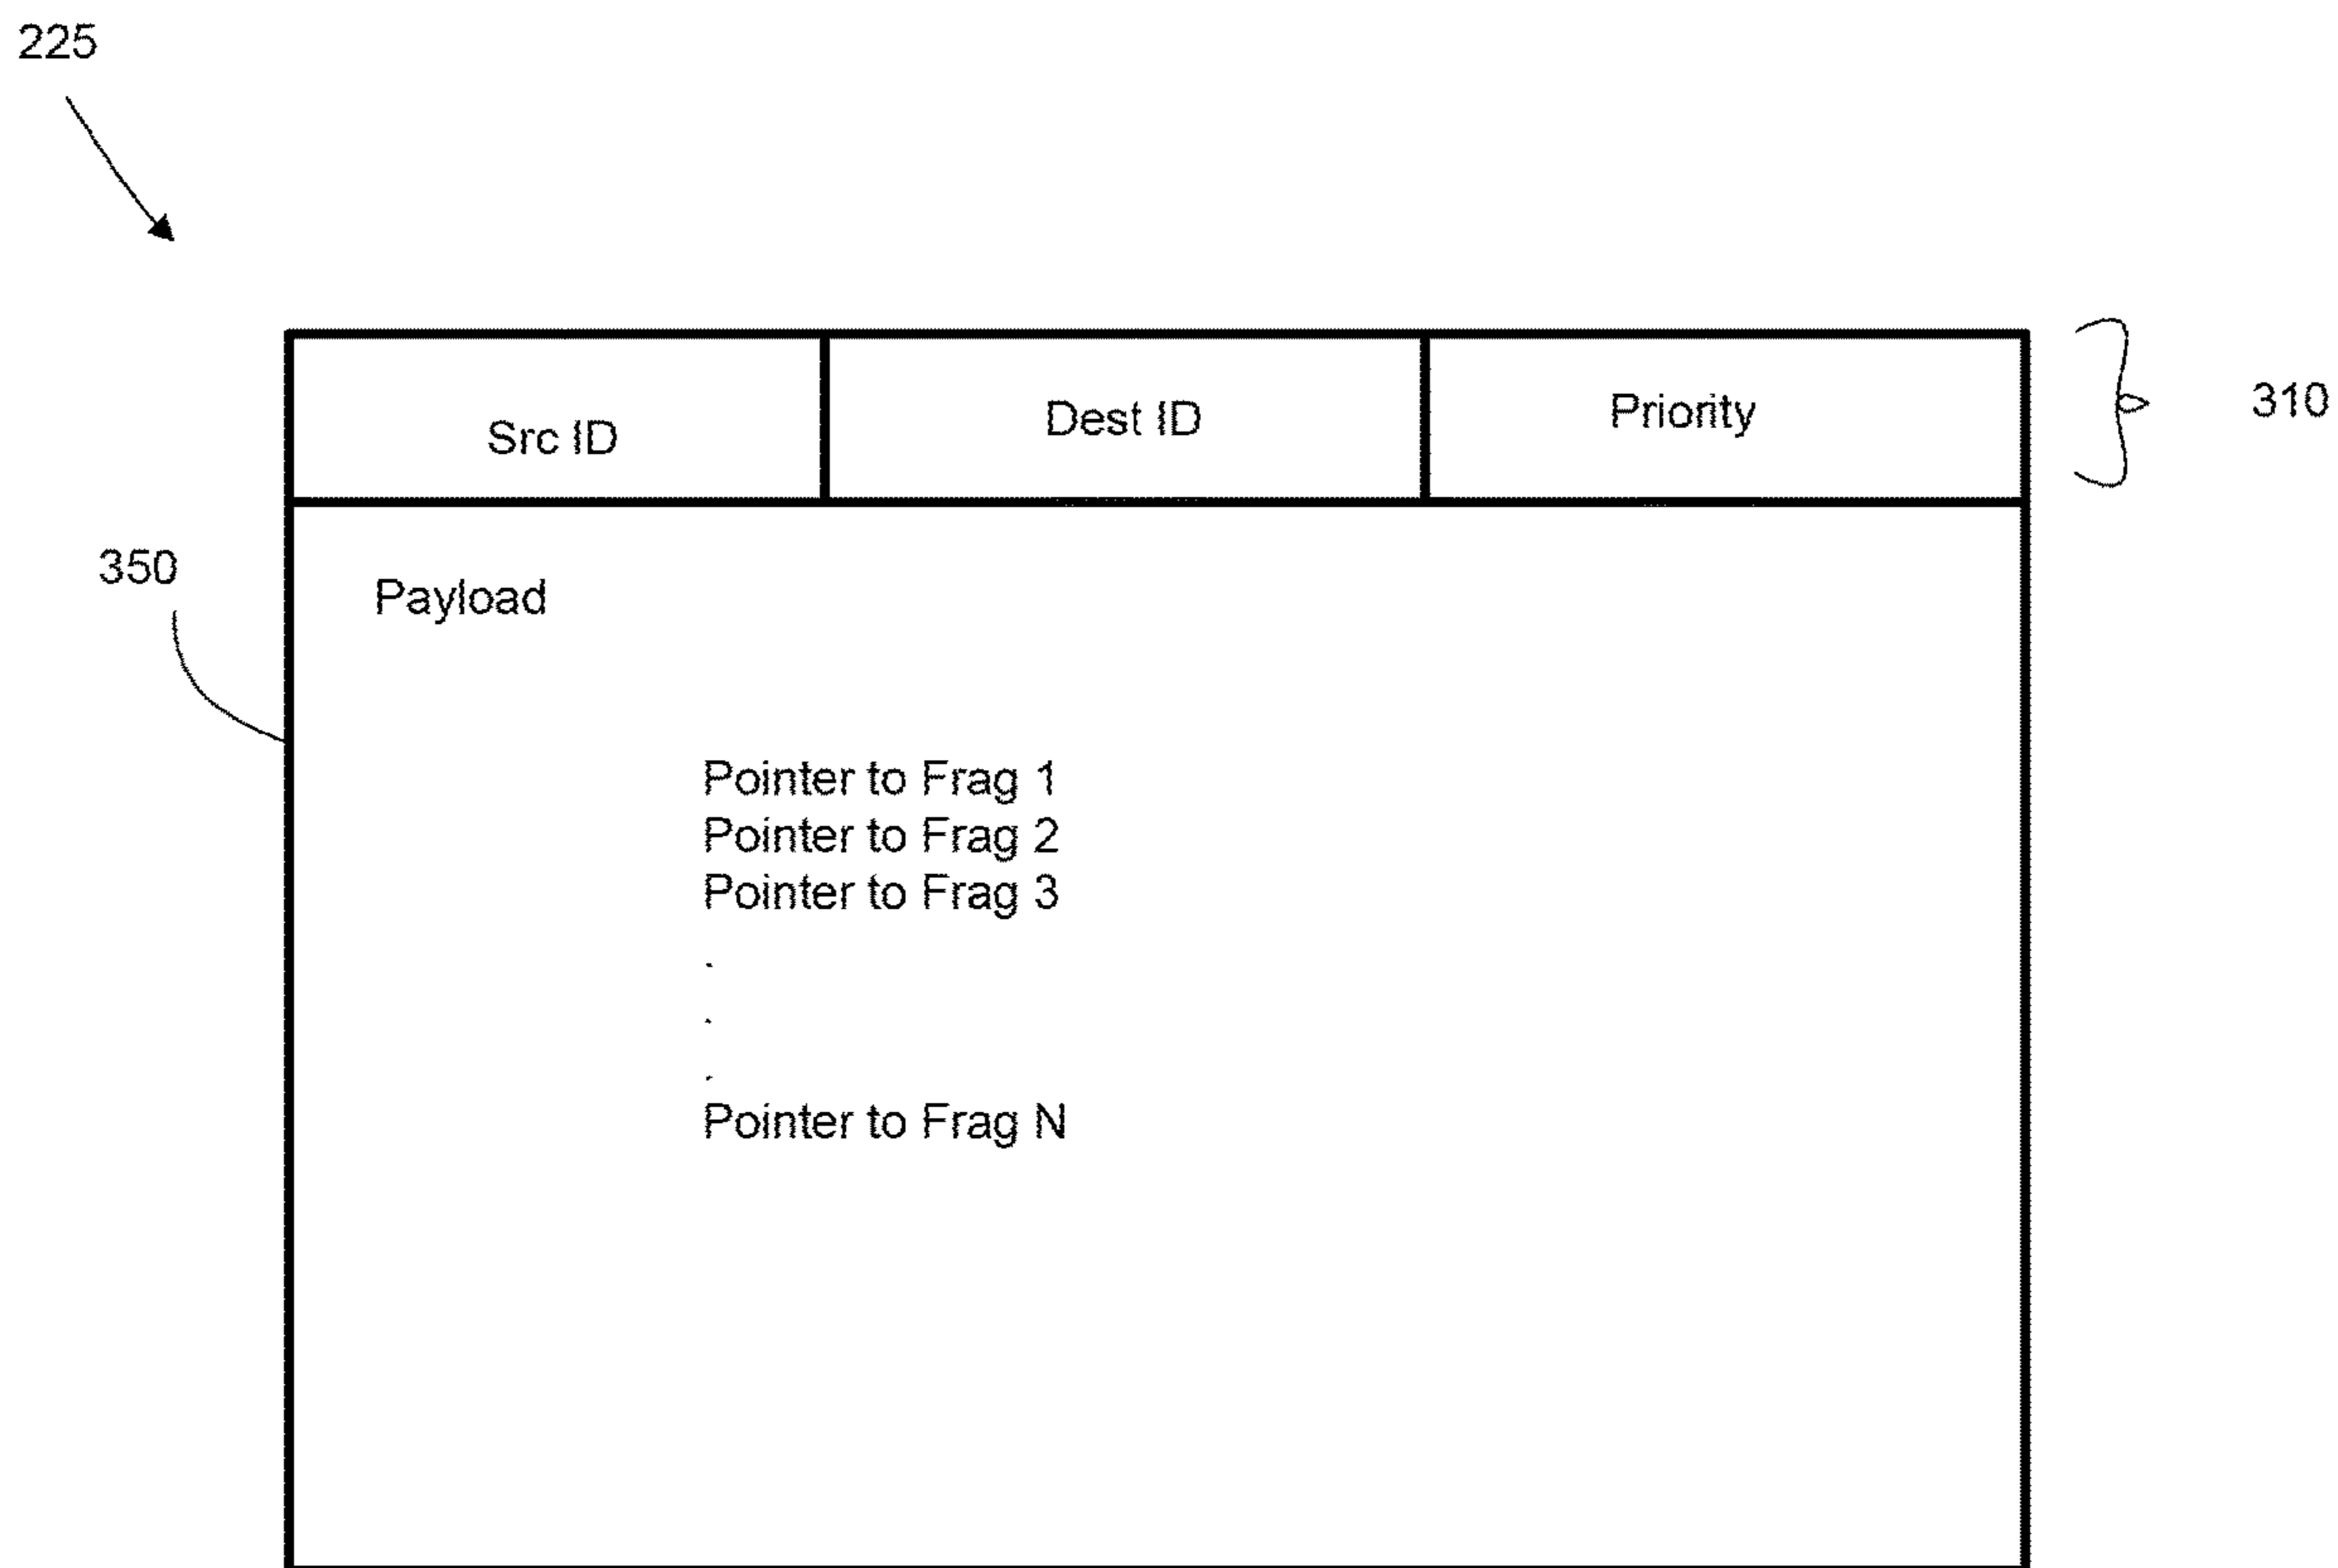 225
Src ID Dest ID Priority 310
350
Payload
Pointer to Frag 1
Pointer to Frag 2
Pointer to Frag 3
.
.
.
Pointer to Frag N